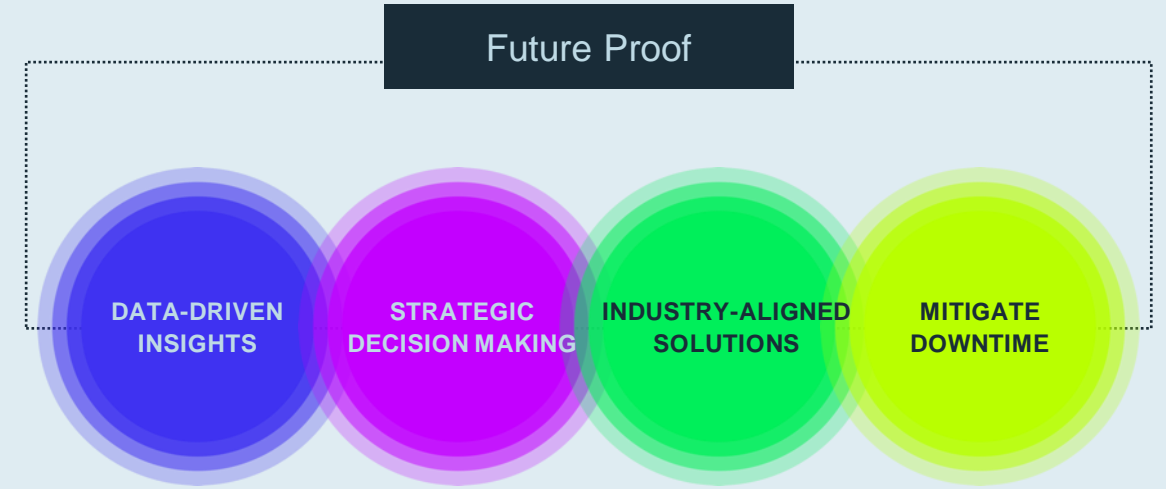 Future Proof
DATA-DRIVEN
INSIGHTS
STRATEGIC
DECISION MAKING
INDUSTRY-ALIGNED
SOLUTIONS
MITIGATE
DOWNTIME